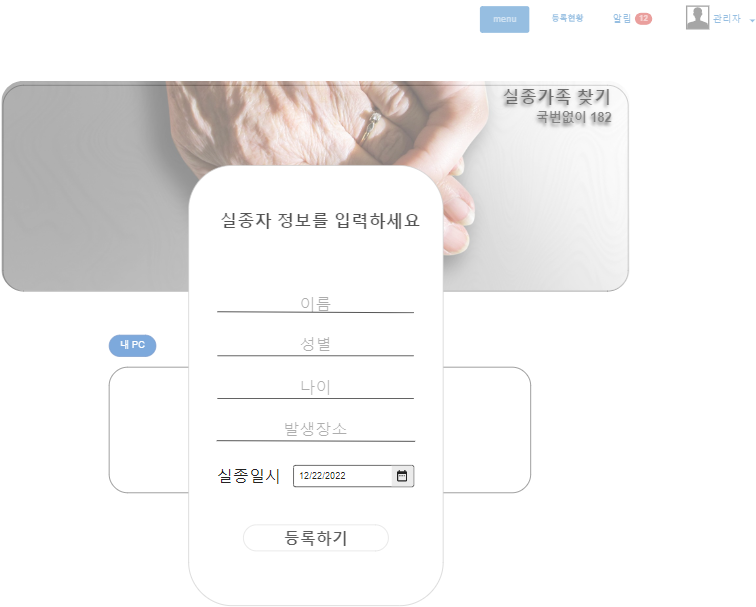 menu
등록현황
알림 12
관리자
실종가족 찾기
국번없이 182
실종자 정보를 입력하세요
이름
성별
내 PC
나이
발생장소
실종일시 12/22/2022
등록하기